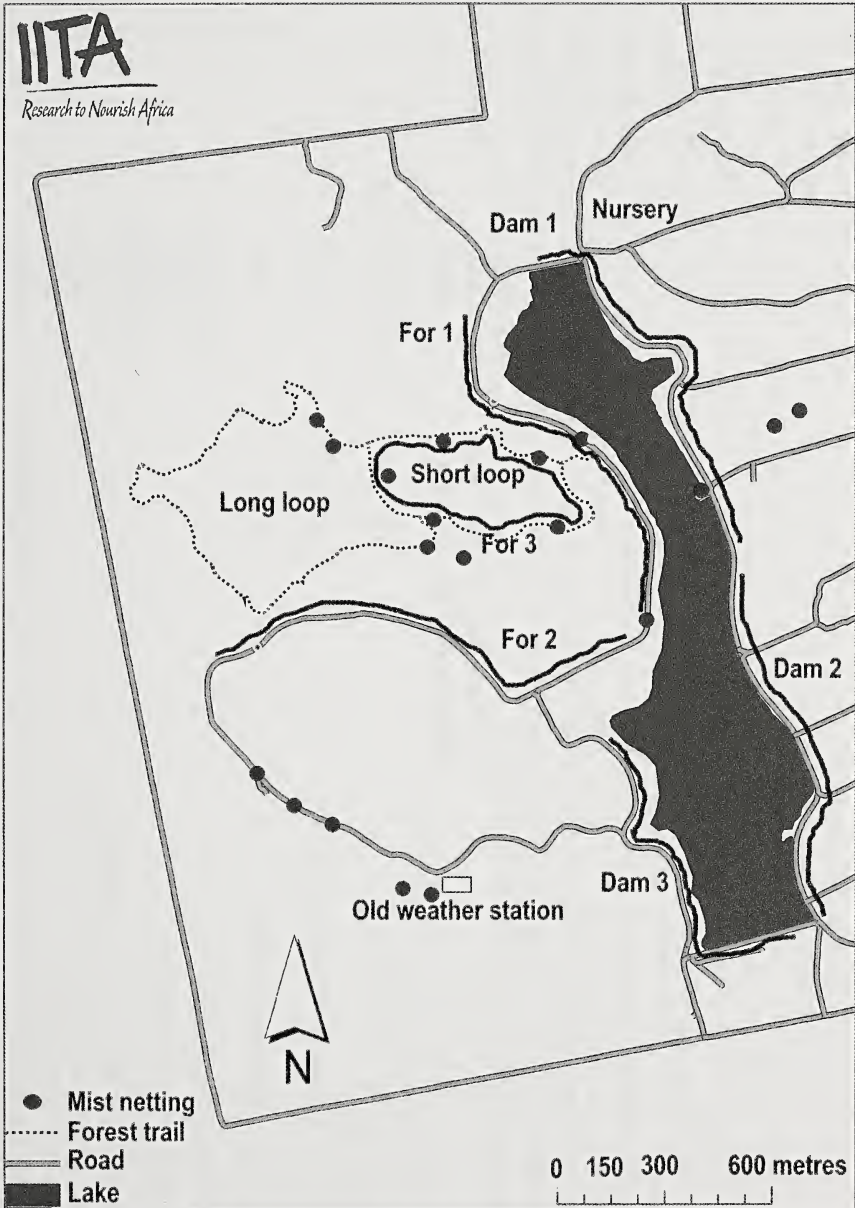 IITA
Research to Nourish Africa
Dam 1
Nursery
For 1
Short loop
Long loop
For 3
For 2
Dam 2
Dam 3
Old weather station
N
Mist netting
Forest trail
Road
Lake
0 150 300 600 metres